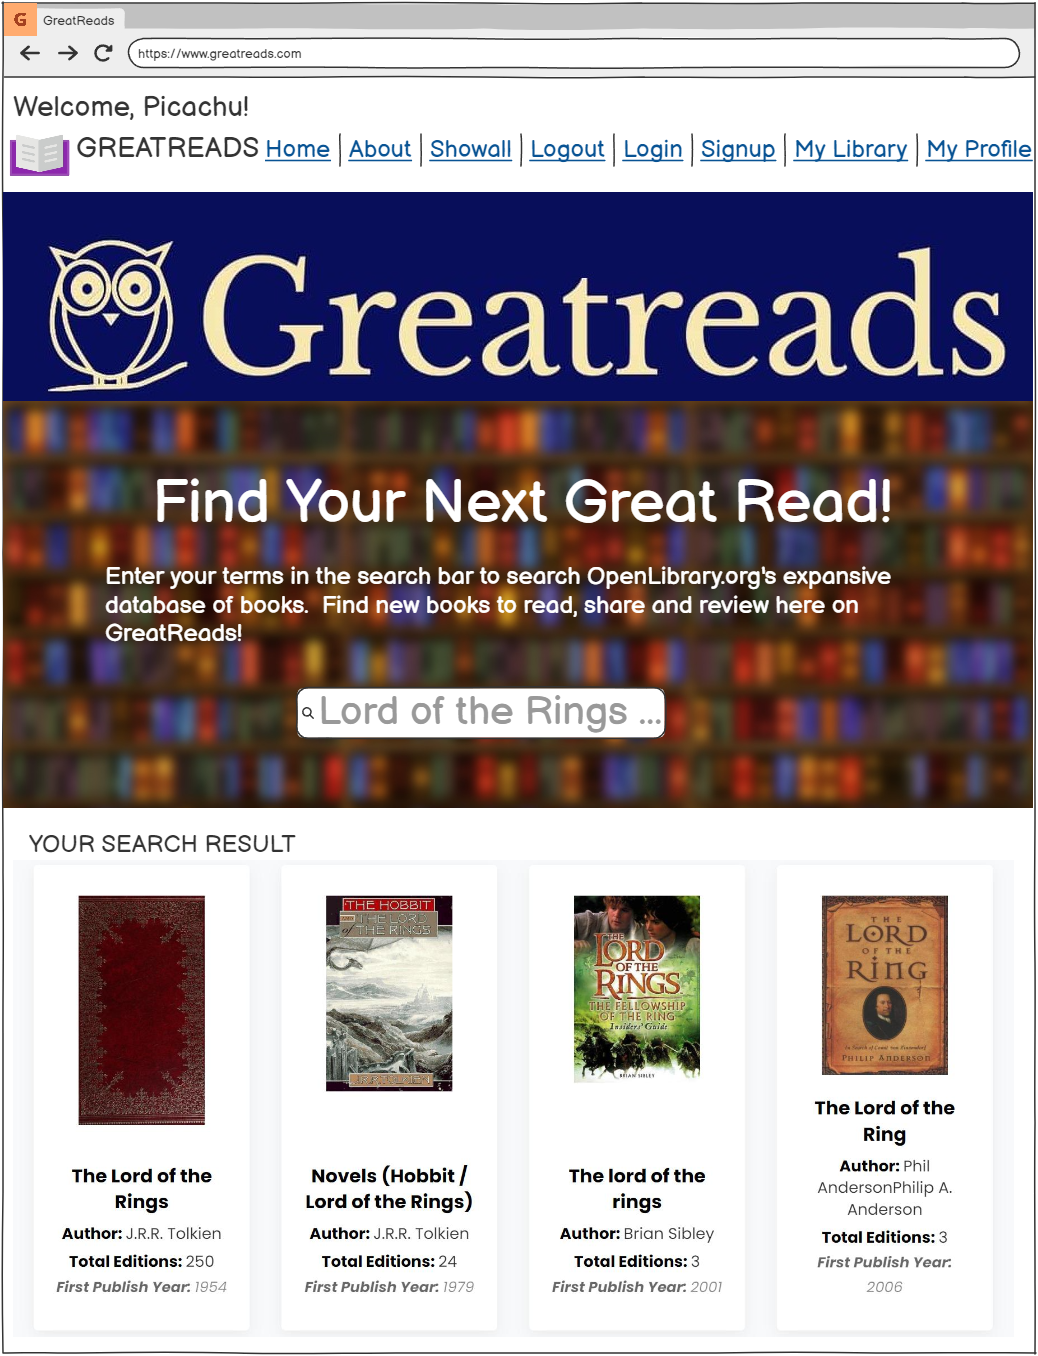 G GreatReads
https://www.greatreads.com
Welcome, Picachu!
GREATREADS Home About Showall Logout Login Signup My Library My Profile
Greatreads
Find Your Next Great Read!
Enter your terms in the search bar to search OpenLibrary.org's expansive
database of books. Find new books to read, share and review here on
GreatReads!
Lord of the Rings ...
YOUR SEARCH RESULT
THE HOBBIT
AND THE LORD
of THE RINGS
J.R.R. TOLKIEN
THE
LORD
OF THE
RINGS
THE FELLOWSHIP
OF THE RING
Insiders' Guide
BRIAN SIBLEY
THE
LORD
OF THE
RING
PHILIP ANDERSON
The Lord of the
Rings
Author: J.R.R. Tolkien
Total Editions: 250
First Publish Year: 1954
Novels (Hobbit /
Lord of the Rings)
Author: J.R.R. Tolkien
Total Editions: 24
First Publish Year: 1979
The lord of the
rings
Author: Brian Sibley
Total Editions: 3
First Publish Year: 2001
The Lord of the
Ring
Author: Phil
AndersonPhilip A.
Anderson
Total Editions: 3
First Publish Year:
2006